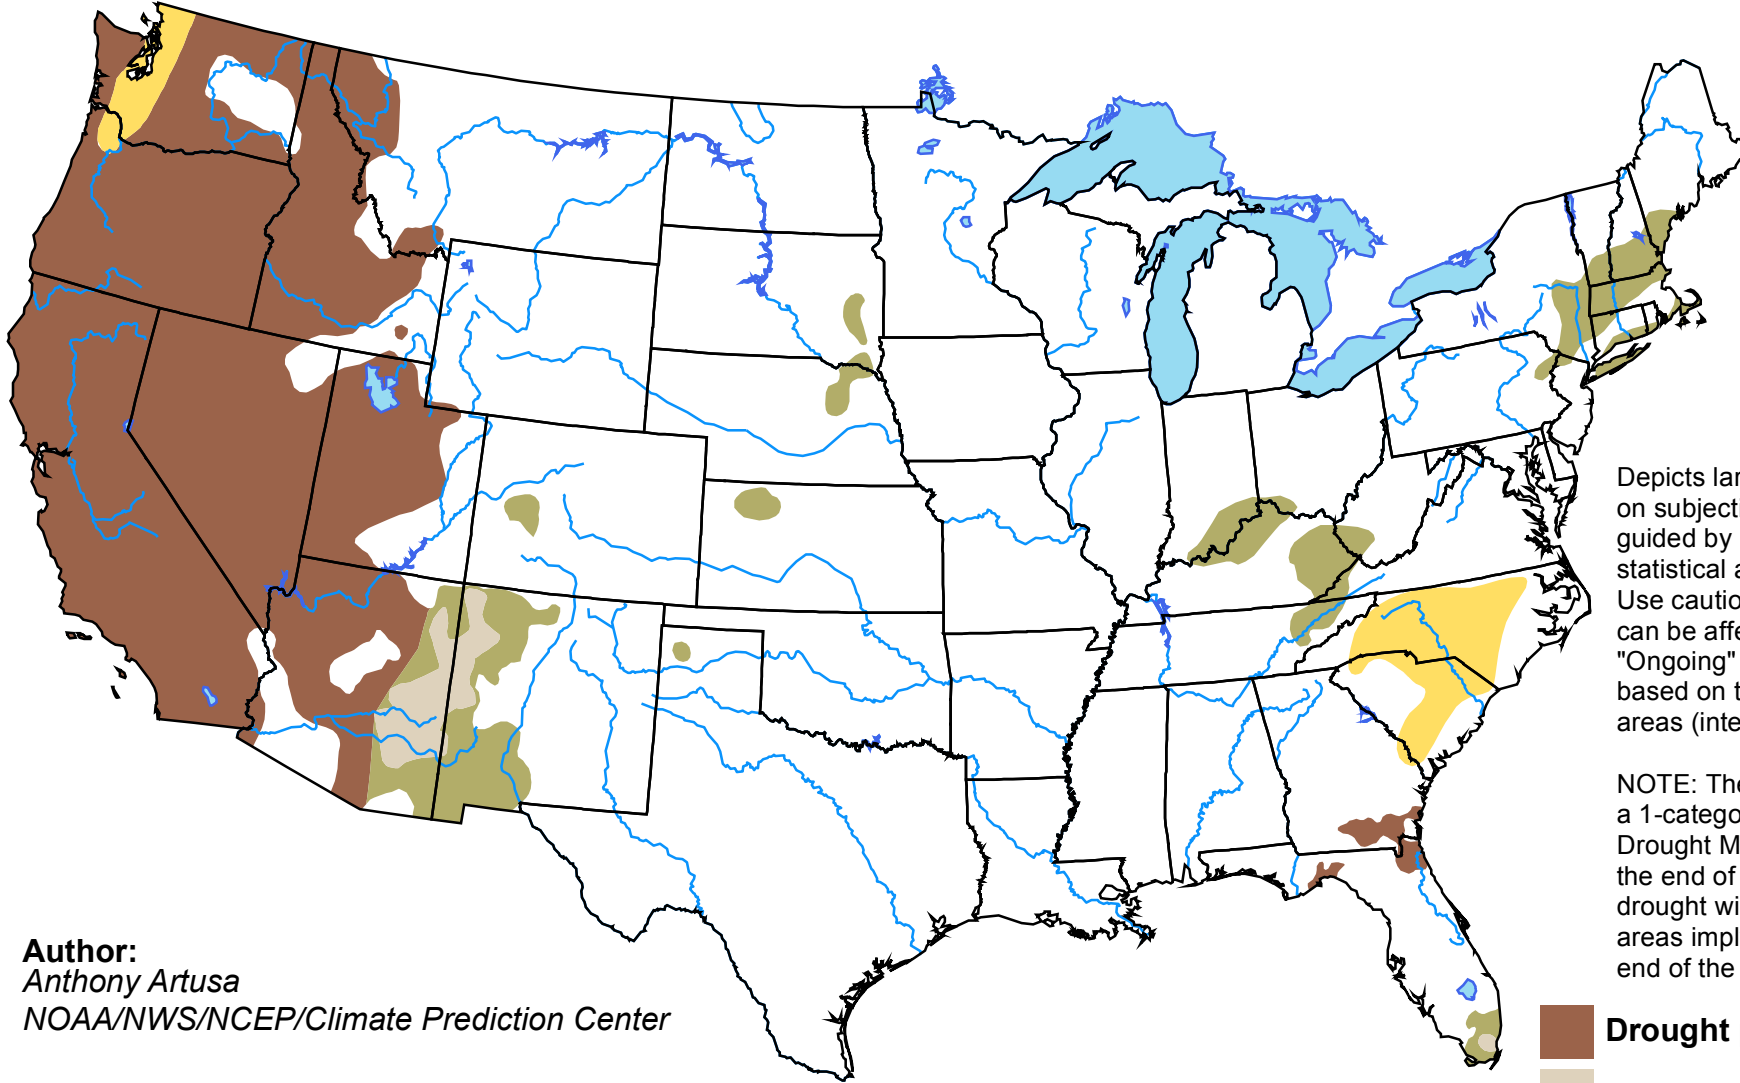 Depicts lar
on subjecti
guided by
statistical a
Use cautio
can be affe
"Ongoing"
based on t
areas (inte
NOTE: The
a 1-catego
Drought M
the end of
drought wi
areas impl
end of the
Author:
Anthony Artusa
NOAA/NWS/NCEP/Climate Prediction Center
Drought